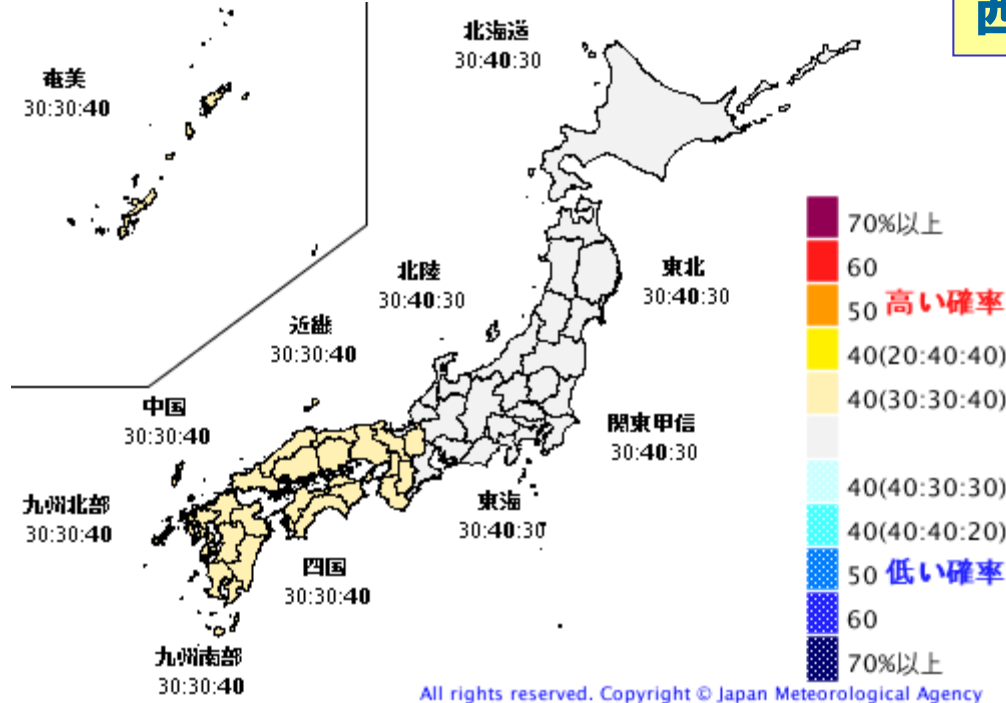 西
北海道
30:40:30
奄美
30:30:40
北陸
30:40:30
東北
30:40:30
近畿
30:30:40
中国
30:30:40
関東甲信
30:40:30
九州北部
30:30:40
東海
30:40:30
四国
30:30:40
九州南部
30:30:40
70%以上
60
50 高い確率
40(20:40:40)
40(30:30:40)
40(40:30:30)
40(40:40:20)
50 低い確率
60
70%以上
All rights reserved. Copyright © Japan Meteorological Agency